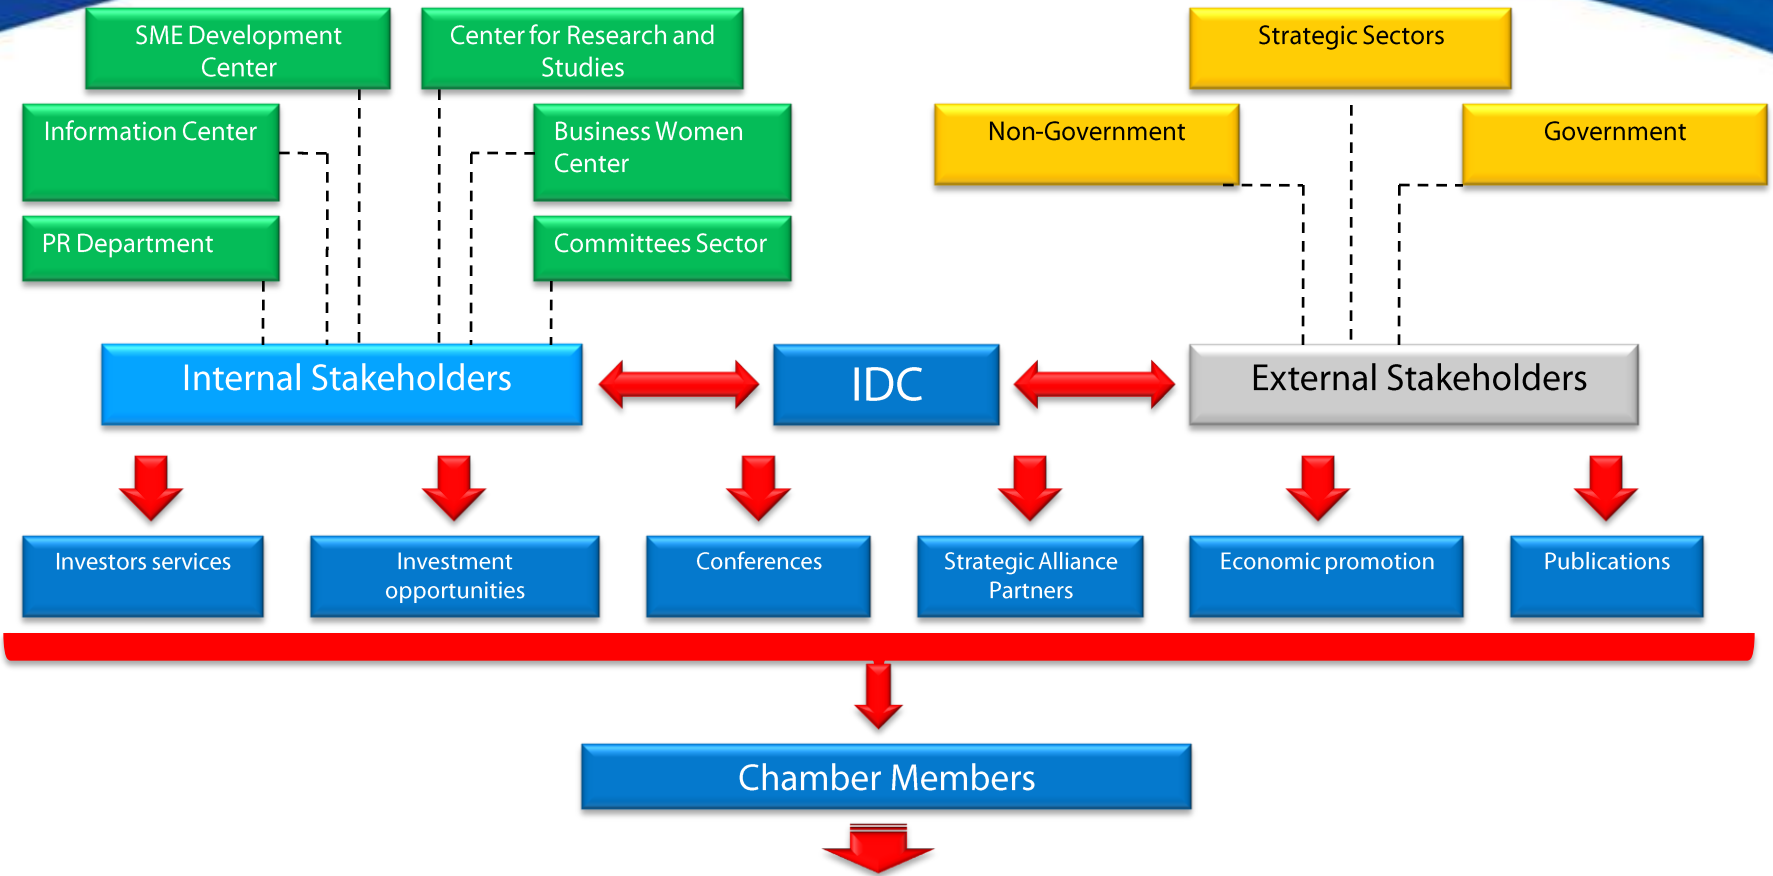 SME Development
Center
Center for Research and
Studies
Strategic Sectors
Information Center
Business Women
Center
Non-Government
Government
PR Department
Committees Sector
Internal Stakeholders
IDC
External Stakeholders
Investors services
Investment
opportunities
Conferences
Strategic Alliance
Partners
Economic promotion
Publications
Chamber Members